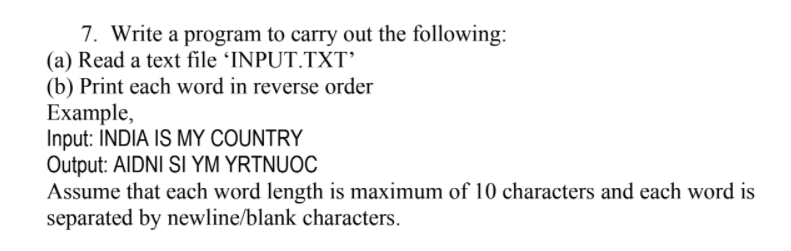 7. Write a program to carry out the following:
(a) Read a text file ‘INPUT.TXT’
(b) Print each word in reverse order
Example,
Input: INDIA IS MY COUNTRY
Output: AIDNI SI YM YRTNUOC
Assume that each word length is maximum of 10 characters and each word is
separated by newline/blank characters.